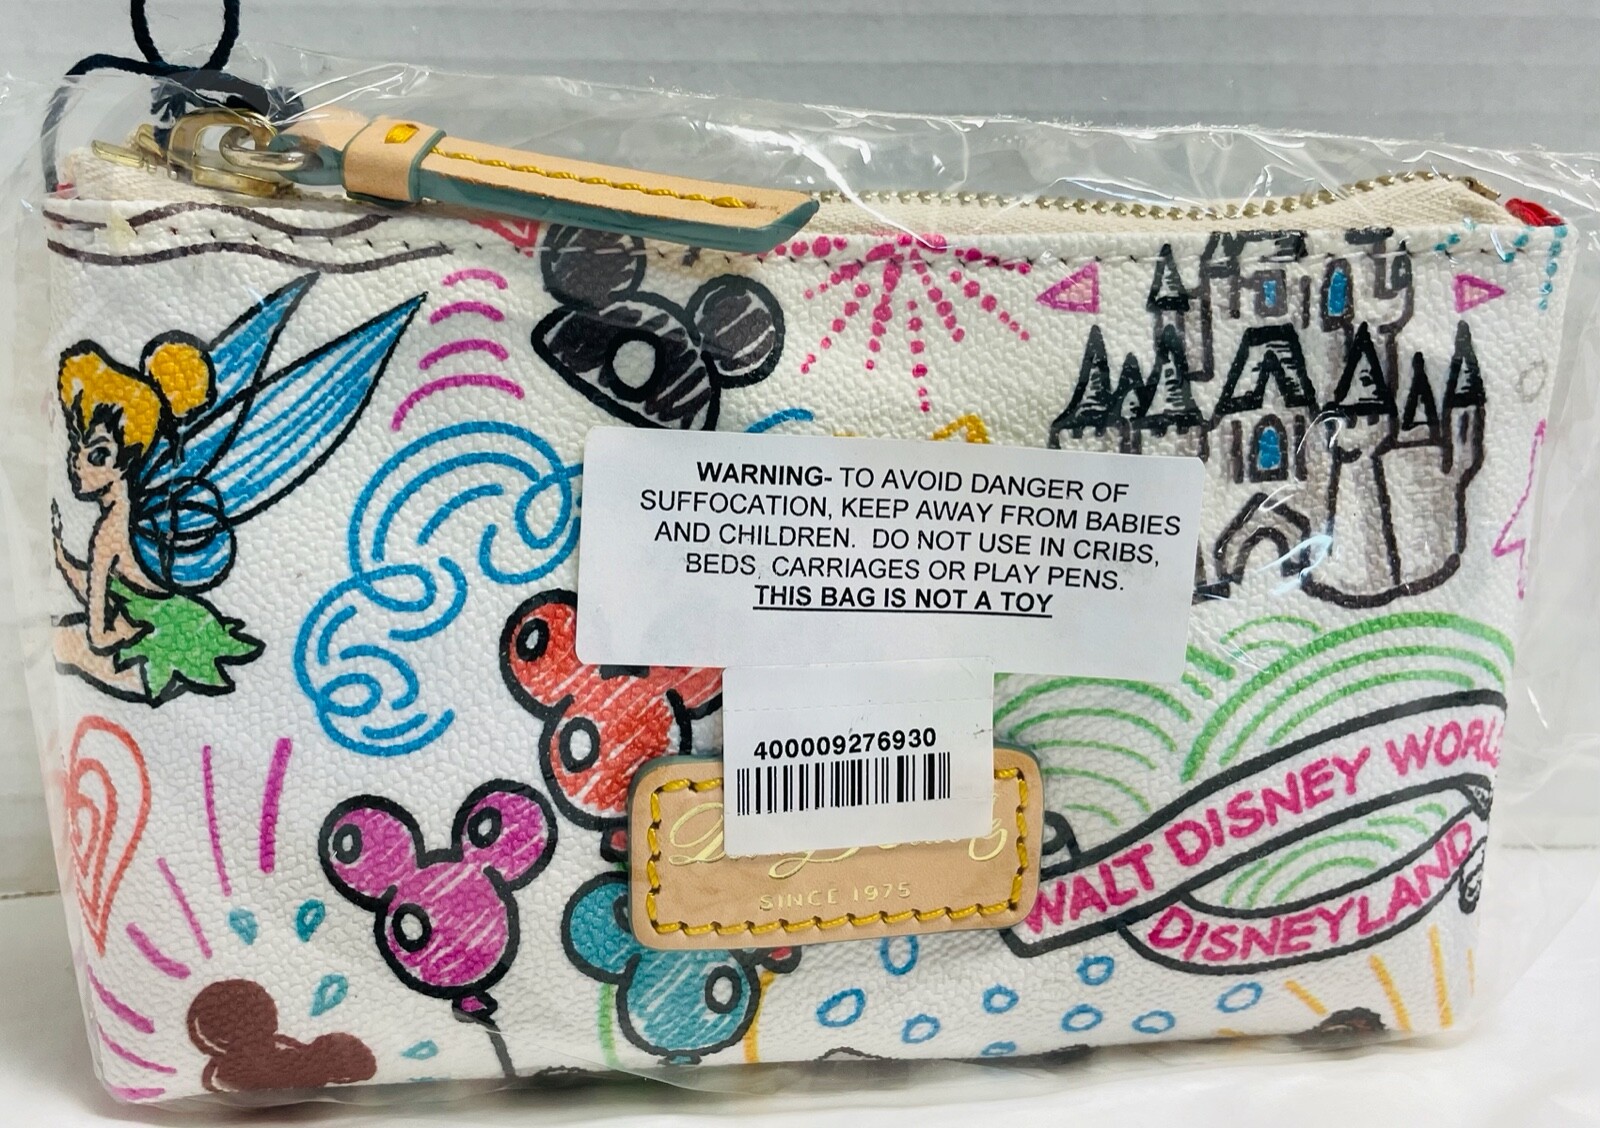 WARNING- TO AVOID DANGER OF
SUFFOCATION, KEEP AWAY FROM BABIES
AND CHILDREN. DO NOT USE IN CRIBS,
BEDS, CARRIAGES OR PLAY PENS.
THIS BAG IS NOT A TOY
400009276930
SINCE 1975
WALT DISNEY WORL
DISNEYLAND